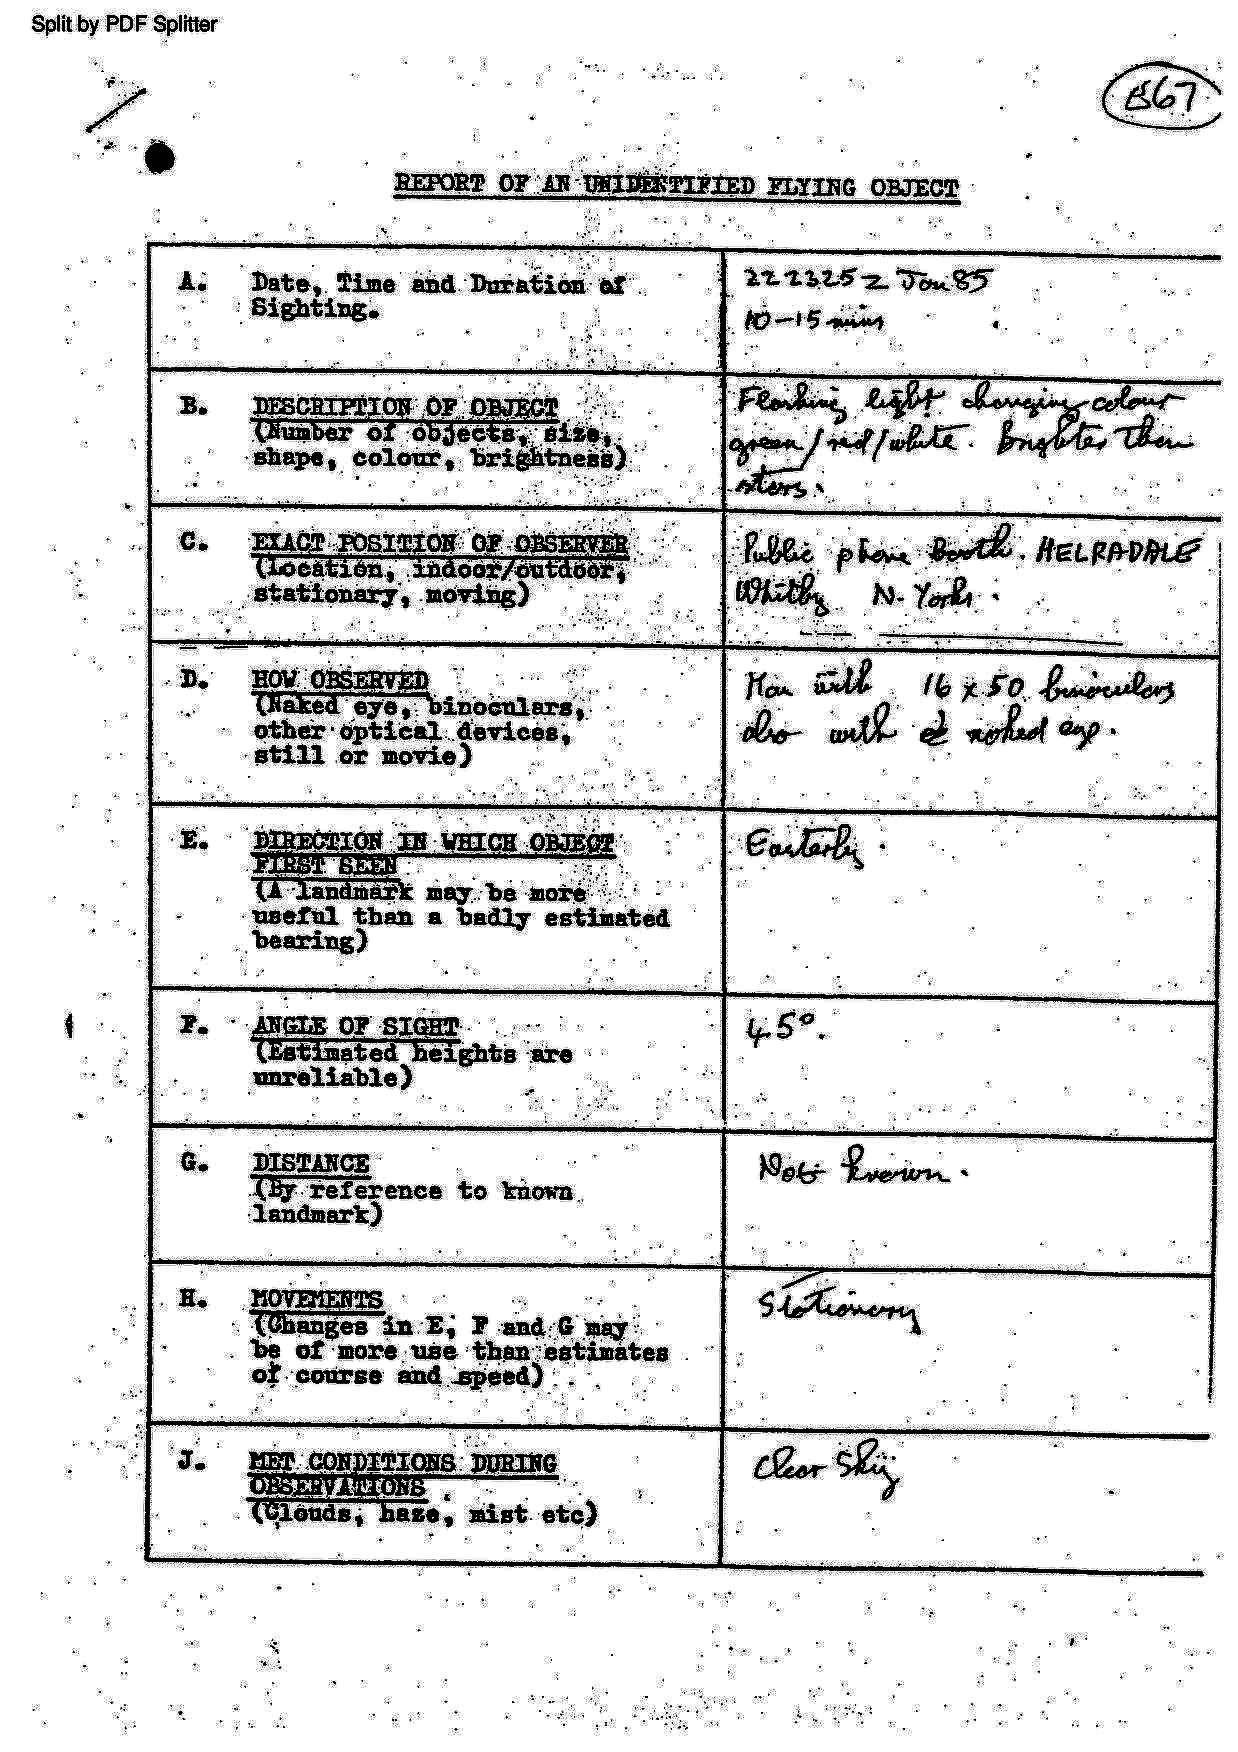 Split by PDF Splitter
E67
REPORT OF AN UNIDENTIFIED FLYING OBJECT
A. Date, Time and Duration of
Sighting.
222325Z Jan 85
10-15 mins
B. DESCRIPTION OF OBJECT
(Number of objects, size,
shape, colour, brightness)
Flashing light changing colour
green/red/white. Brighter than
stars.
C. EXACT POSITION OF OBSERVER
(Location, indoor/outdoor,
stationary, moving)
Public phone Booth. HELRADALE
Whitby N. Yorks.
D. HOW OBSERVED
(Naked eye, binoculars,
other optical devices,
still or movie)
Man with 16 x 50 binoculars
also with naked eye.
E. DIRECTION IN WHICH OBJECT
FIRST SEEN
(A landmark may be more
useful than a badly estimated
bearing)
Easterly.
F. ANGLE OF SIGHT
(Estimated heights are
unreliable)
45°.
G. DISTANCE
(By reference to known
landmark)
Not known.
H. MOVEMENTS
(Changes in E, F and G may
be of more use than estimates
of course and speed)
Stationary
J. MET CONDITIONS DURING
OBSERVATIONS
(Clouds, haze, mist etc)
Clear Sky